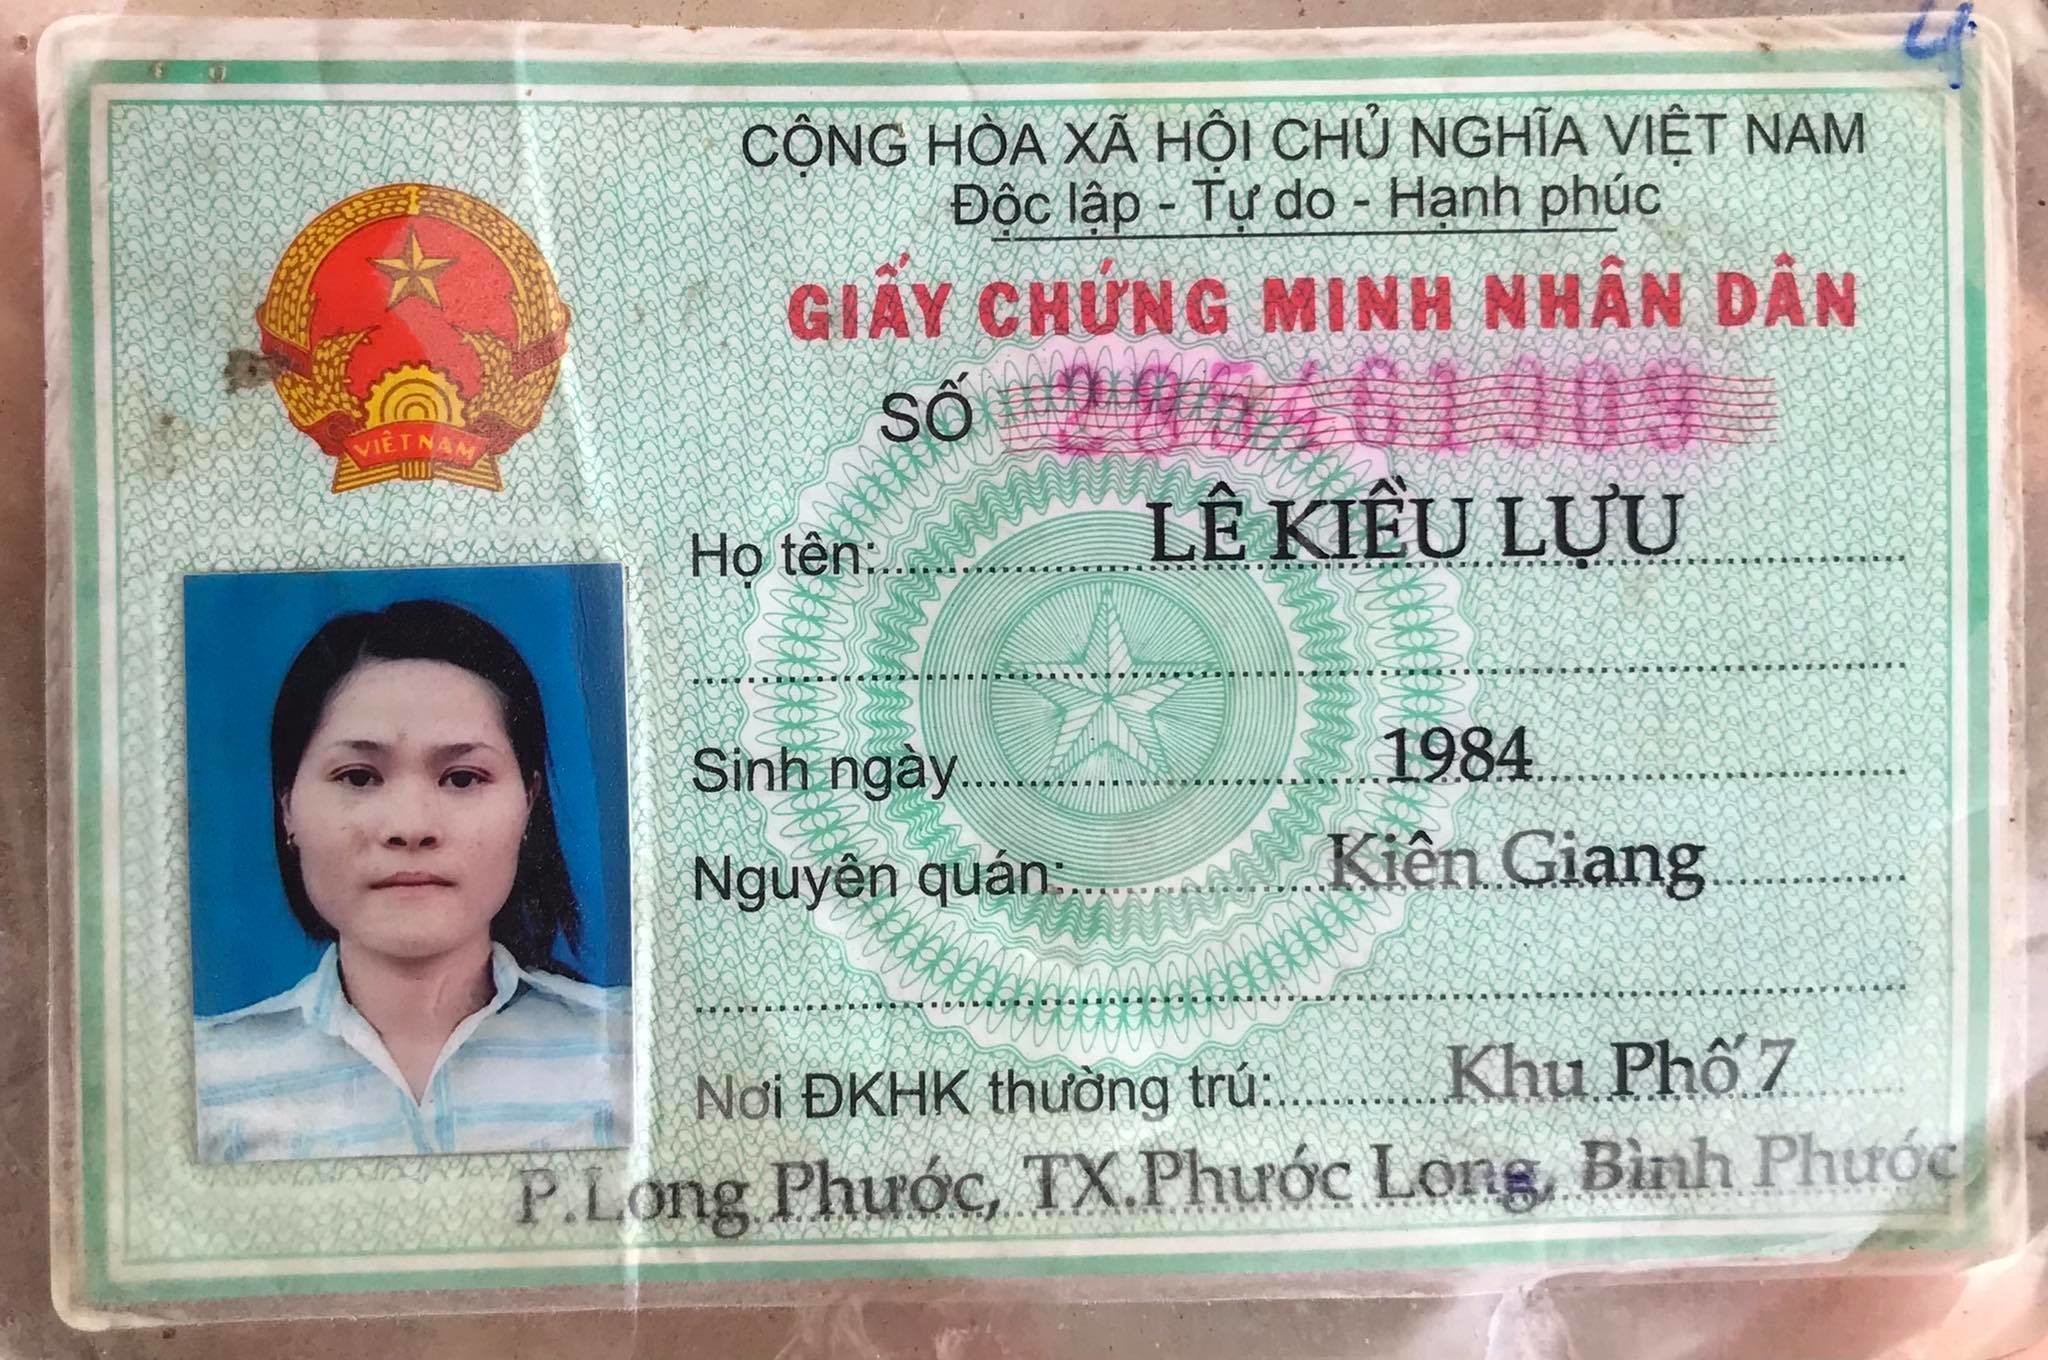 CỘNG HÒA XÃ HỘI CHỦ NGHĨA VIỆT NAM
Độc lập - Tự do - Hạnh phúc
GIẤY CHỨNG MINH NHÂN DÂN
SỐ
VIỆT NAM
Họ tên: LÊ KIỀU LỰU
Sinh ngày 1984
Nguyên quán: Kiên Giang
Nơi ĐKHK thường trú: Khu Phố 7
P.Long Phước, TX.Phước Long, Bình Phước